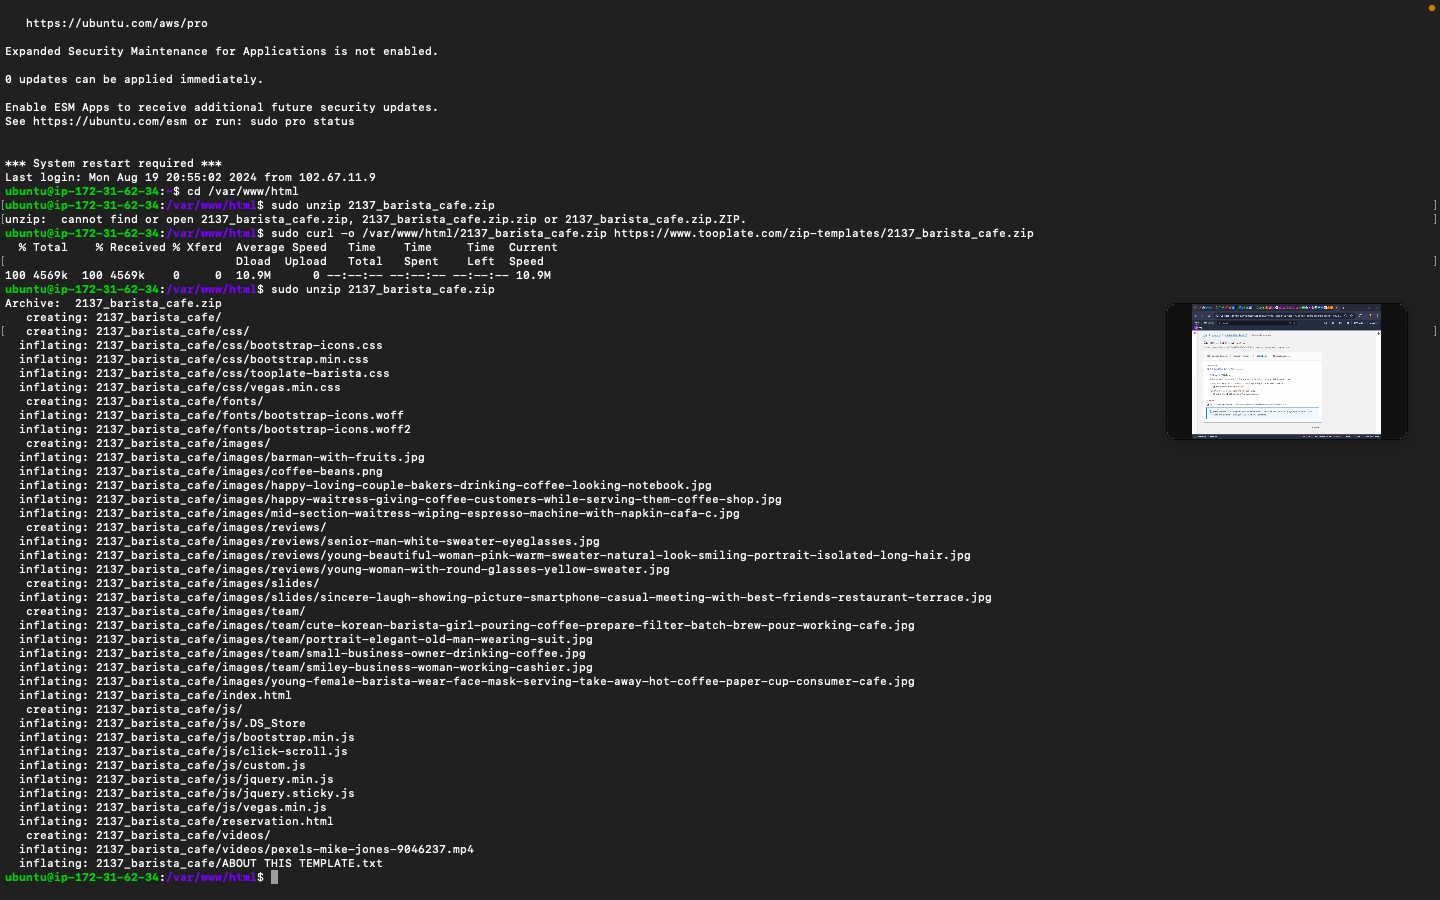 https://ubuntu.com/aws/pro
Expanded Security Maintenance for Applications is not enabled.
0 updates can be applied immediately.
Enable ESM Apps to receive additional future security updates.
See https://ubuntu.com/esm or run: sudo pro status
*** System restart required ***
Last login: Mon Aug 19 20:55:02 2024 from 102.67.11.9
ubuntu@ip-172-31-62-34:~$ cd /var/www/html
[ubuntu@ip-172-31-62-34:/var/www/html$ sudo unzip 2137_barista_cafe.zip ]
[unzip:  cannot find or open 2137_barista_cafe.zip, 2137_barista_cafe.zip.zip or 2137_barista_cafe.zip.ZIP. ]
ubuntu@ip-172-31-62-34:/var/www/html$ sudo curl -o /var/www/html/2137_barista_cafe.zip https://www.tooplate.com/zip-templates/2137_barista_cafe.zip
  % Total    % Received % Xferd  Average Speed   Time    Time     Time  Current
[                                 Dload  Upload   Total   Spent    Left  Speed ]
100 4569k  100 4569k    0     0  10.9M      0 --:--:-- --:--:-- --:--:-- 10.9M
ubuntu@ip-172-31-62-34:/var/www/html$ sudo unzip 2137_barista_cafe.zip
Archive:  2137_barista_cafe.zip
   creating: 2137_barista_cafe/
[   creating: 2137_barista_cafe/css/ ]
  inflating: 2137_barista_cafe/css/bootstrap-icons.css
  inflating: 2137_barista_cafe/css/bootstrap.min.css
  inflating: 2137_barista_cafe/css/tooplate-barista.css
  inflating: 2137_barista_cafe/css/vegas.min.css
   creating: 2137_barista_cafe/fonts/
  inflating: 2137_barista_cafe/fonts/bootstrap-icons.woff
  inflating: 2137_barista_cafe/fonts/bootstrap-icons.woff2
   creating: 2137_barista_cafe/images/
  inflating: 2137_barista_cafe/images/barman-with-fruits.jpg
  inflating: 2137_barista_cafe/images/coffee-beans.png
  inflating: 2137_barista_cafe/images/happy-loving-couple-bakers-drinking-coffee-looking-notebook.jpg
  inflating: 2137_barista_cafe/images/happy-waitress-giving-coffee-customers-while-serving-them-coffee-shop.jpg
  inflating: 2137_barista_cafe/images/mid-section-waitress-wiping-espresso-machine-with-napkin-cafa-c.jpg
   creating: 2137_barista_cafe/images/reviews/
  inflating: 2137_barista_cafe/images/reviews/senior-man-white-sweater-eyeglasses.jpg
  inflating: 2137_barista_cafe/images/reviews/young-beautiful-woman-pink-warm-sweater-natural-look-smiling-portrait-isolated-long-hair.jpg
  inflating: 2137_barista_cafe/images/reviews/young-woman-with-round-glasses-yellow-sweater.jpg
   creating: 2137_barista_cafe/images/slides/
  inflating: 2137_barista_cafe/images/slides/sincere-laugh-showing-picture-smartphone-casual-meeting-with-best-friends-restaurant-terrace.jpg
   creating: 2137_barista_cafe/images/team/
  inflating: 2137_barista_cafe/images/team/cute-korean-barista-girl-pouring-coffee-prepare-filter-batch-brew-pour-working-cafe.jpg
  inflating: 2137_barista_cafe/images/team/portrait-elegant-old-man-wearing-suit.jpg
  inflating: 2137_barista_cafe/images/team/small-business-owner-drinking-coffee.jpg
  inflating: 2137_barista_cafe/images/team/smiley-business-woman-working-cashier.jpg
  inflating: 2137_barista_cafe/images/young-female-barista-wear-face-mask-serving-take-away-hot-coffee-paper-cup-consumer-cafe.jpg
  inflating: 2137_barista_cafe/index.html
   creating: 2137_barista_cafe/js/
  inflating: 2137_barista_cafe/js/.DS_Store
  inflating: 2137_barista_cafe/js/bootstrap.min.js
  inflating: 2137_barista_cafe/js/click-scroll.js
  inflating: 2137_barista_cafe/js/custom.js
  inflating: 2137_barista_cafe/js/jquery.min.js
  inflating: 2137_barista_cafe/js/jquery.sticky.js
  inflating: 2137_barista_cafe/js/vegas.min.js
  inflating: 2137_barista_cafe/reservation.html
   creating: 2137_barista_cafe/videos/
  inflating: 2137_barista_cafe/videos/pexels-mike-jones-9046237.mp4
  inflating: 2137_barista_cafe/ABOUT THIS TEMPLATE.txt
ubuntu@ip-172-31-62-34:/var/www/html$